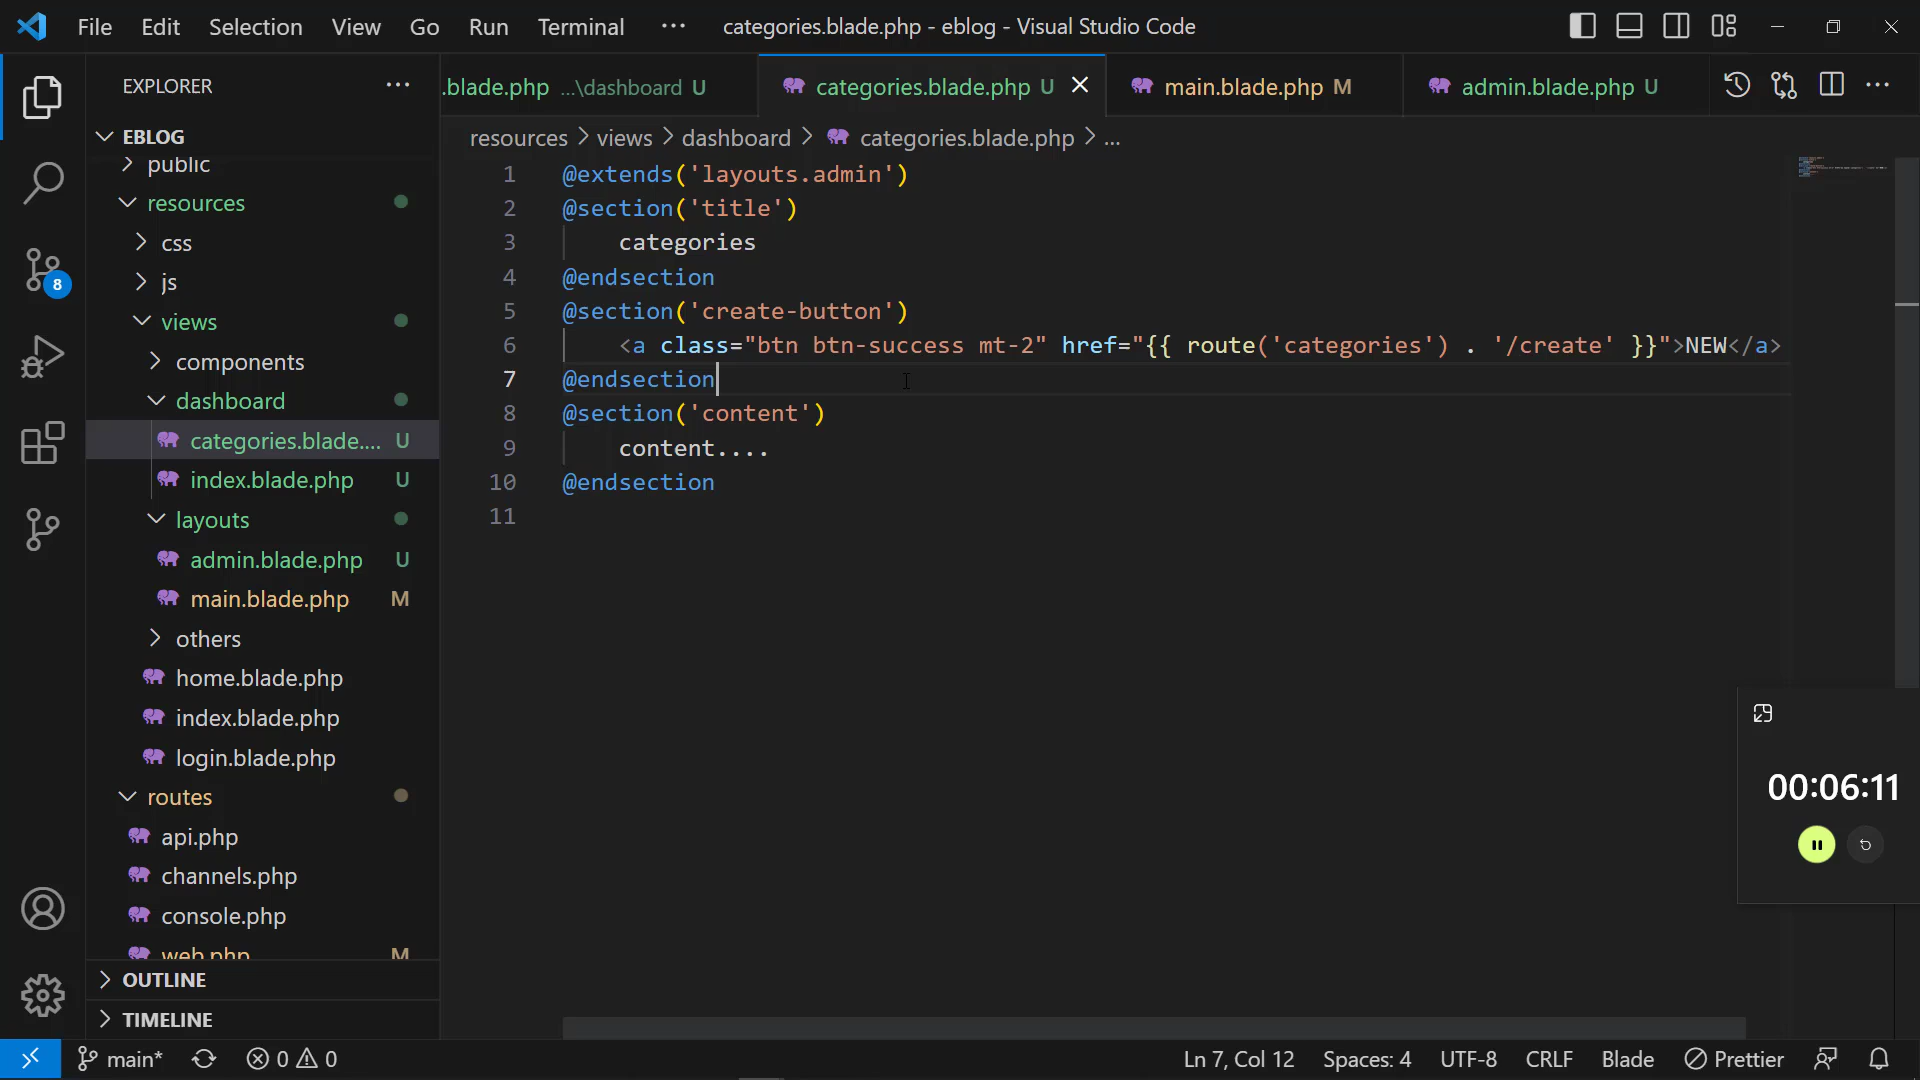 File Edit Selection View Go Run Terminal ··· categories.blade.php - eblog - Visual Studio Code
EXPLORER ···
.blade.php ...\dashboard U
categories.blade.php U
main.blade.php M
admin.blade.php U
EBLOG
resources > views > dashboard > categories.blade.php > ...
public
resources
css
js
views
components
dashboard
categories.blade.... U
index.blade.php U
layouts
admin.blade.php U
main.blade.php M
others
home.blade.php
index.blade.php
login.blade.php
routes
api.php
channels.php
console.php
web.php M
OUTLINE
TIMELINE
8
1 @extends('layouts.admin')
2 @section('title')
3 categories
4 @endsection
5 @section('create-button')
6 <a class="btn btn-success mt-2" href="{{ route('categories') . '/create' }}">NEW</a>
7 @endsection
8 @section('content')
9 content....
10 @endsection
11
00:06:11
main* 0 0 Ln 7, Col 12 Spaces: 4 UTF-8 CRLF Blade Prettier